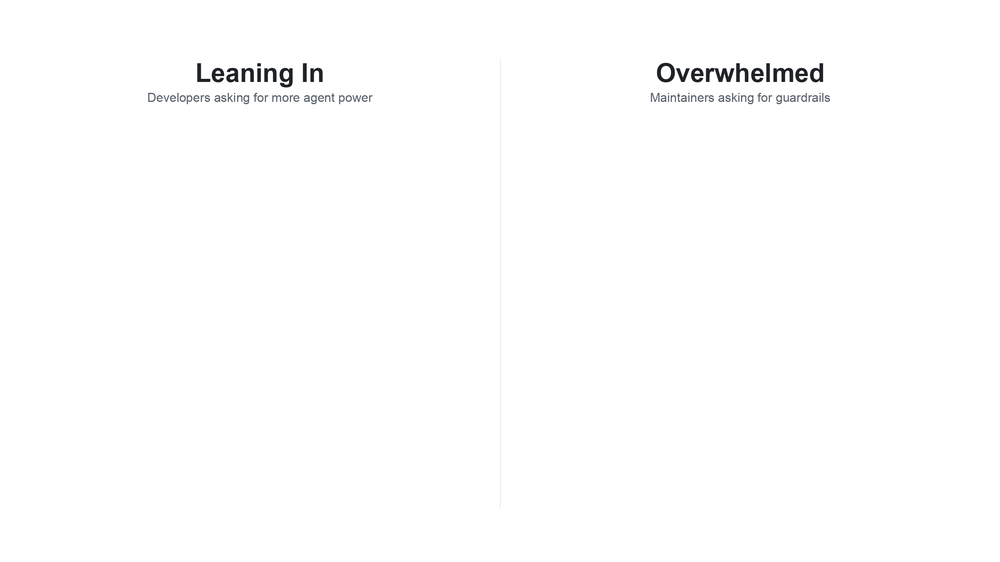 Leaning In
Developers asking for more agent power
Overwhelmed
Maintainers asking for guardrails